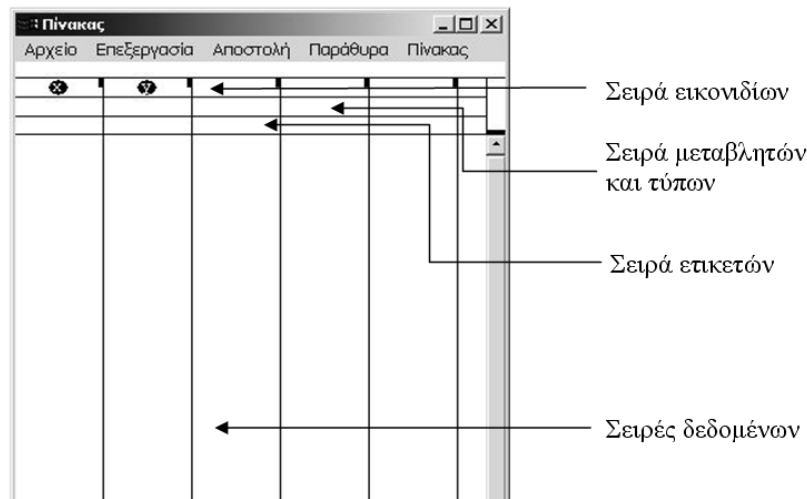 Πίνακας
Αρχείο Επεξεργασία Αποστολή Παράθυρα Πίνακας
x y
Σειρά εικονιδίων
Σειρά μεταβλητών
και τύπων
Σειρά ετικετών
Σειρές δεδομένων